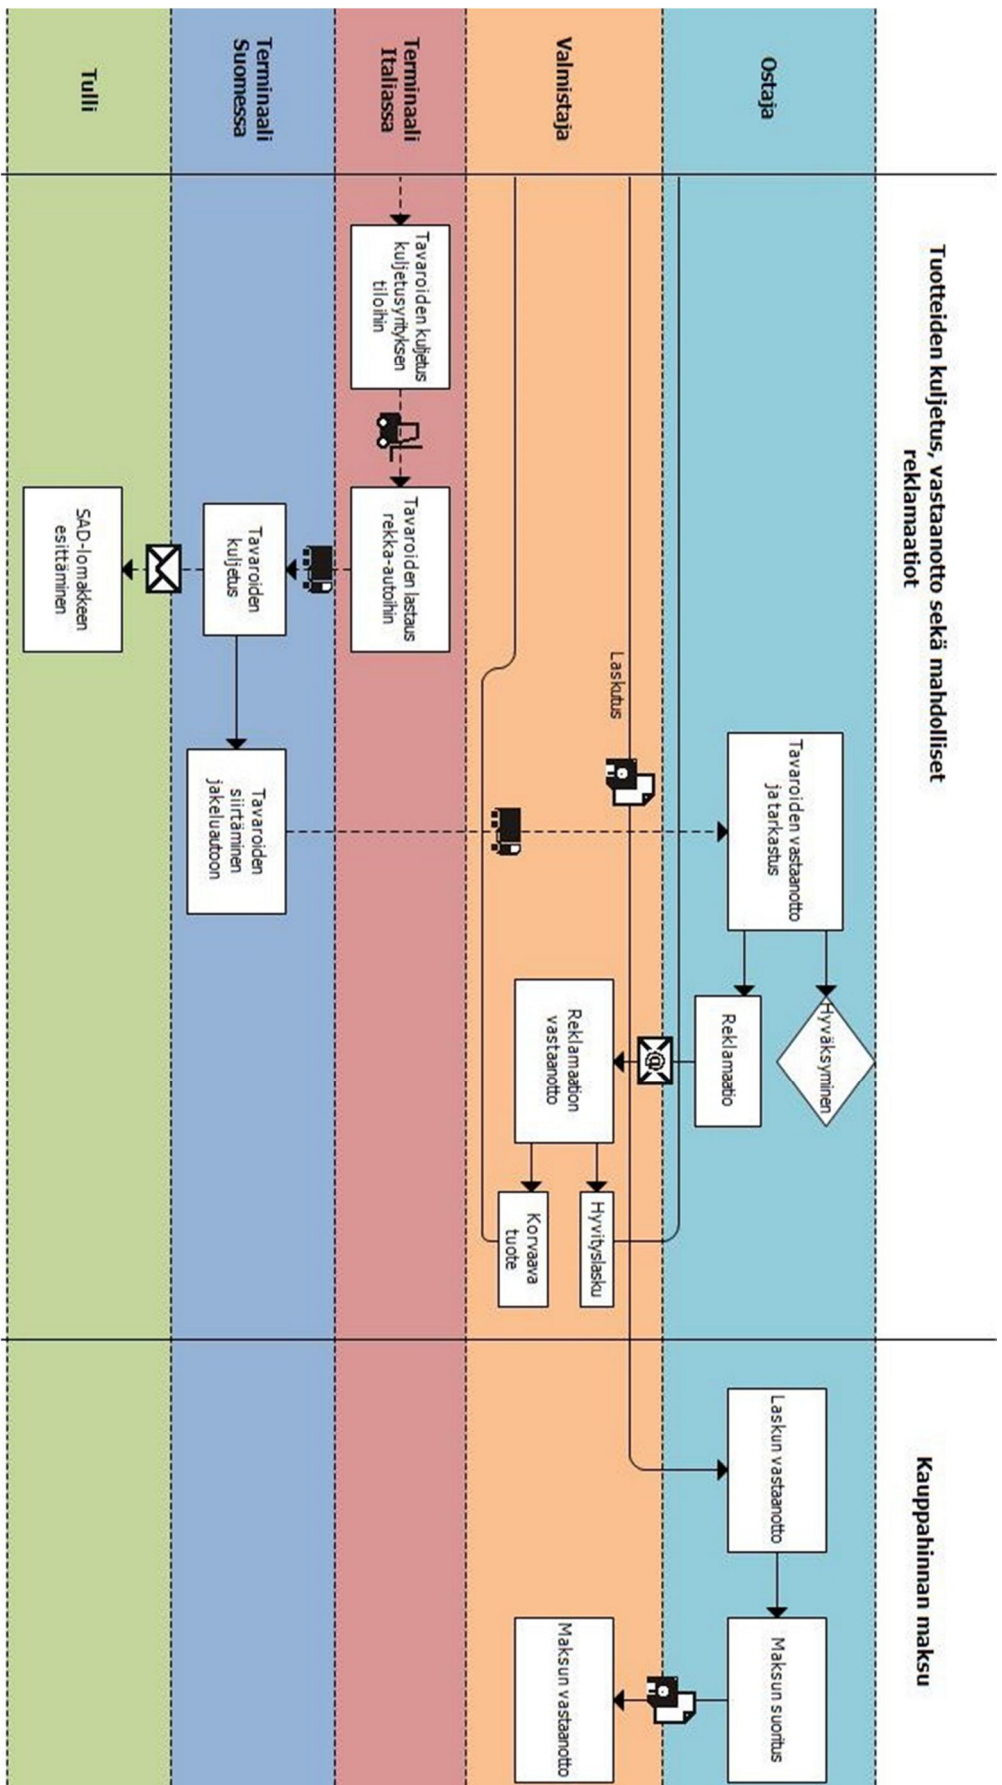 Tuotteiden kuljetus, vastaanotto sekä mahdolliset
reklamaatiot
Kauppahinnan maksu
Ostaja
Tavaroiden vastaanotto
ja tarkastus
Hyväksyminen
Reklamaatio
Laskun vastaanotto
Maksun suoritus
Valmistaja
Laskutus
Reklamaation
vastaanotto
Hyvityslasku
Korvaava
tuote
Maksun vastaanotto
Terminaali
Italiassa
Tavaroiden kuljetus
kuljetusyrityksen
tiloihin
Tavaroiden lastaus
rekka-autoihin
Terminaali
Suomessa
Tavaroiden
kuljetus
Tavaroiden
siirtäminen
jakeluautoon
Tulli
SAD-lomakkeen
esittäminen